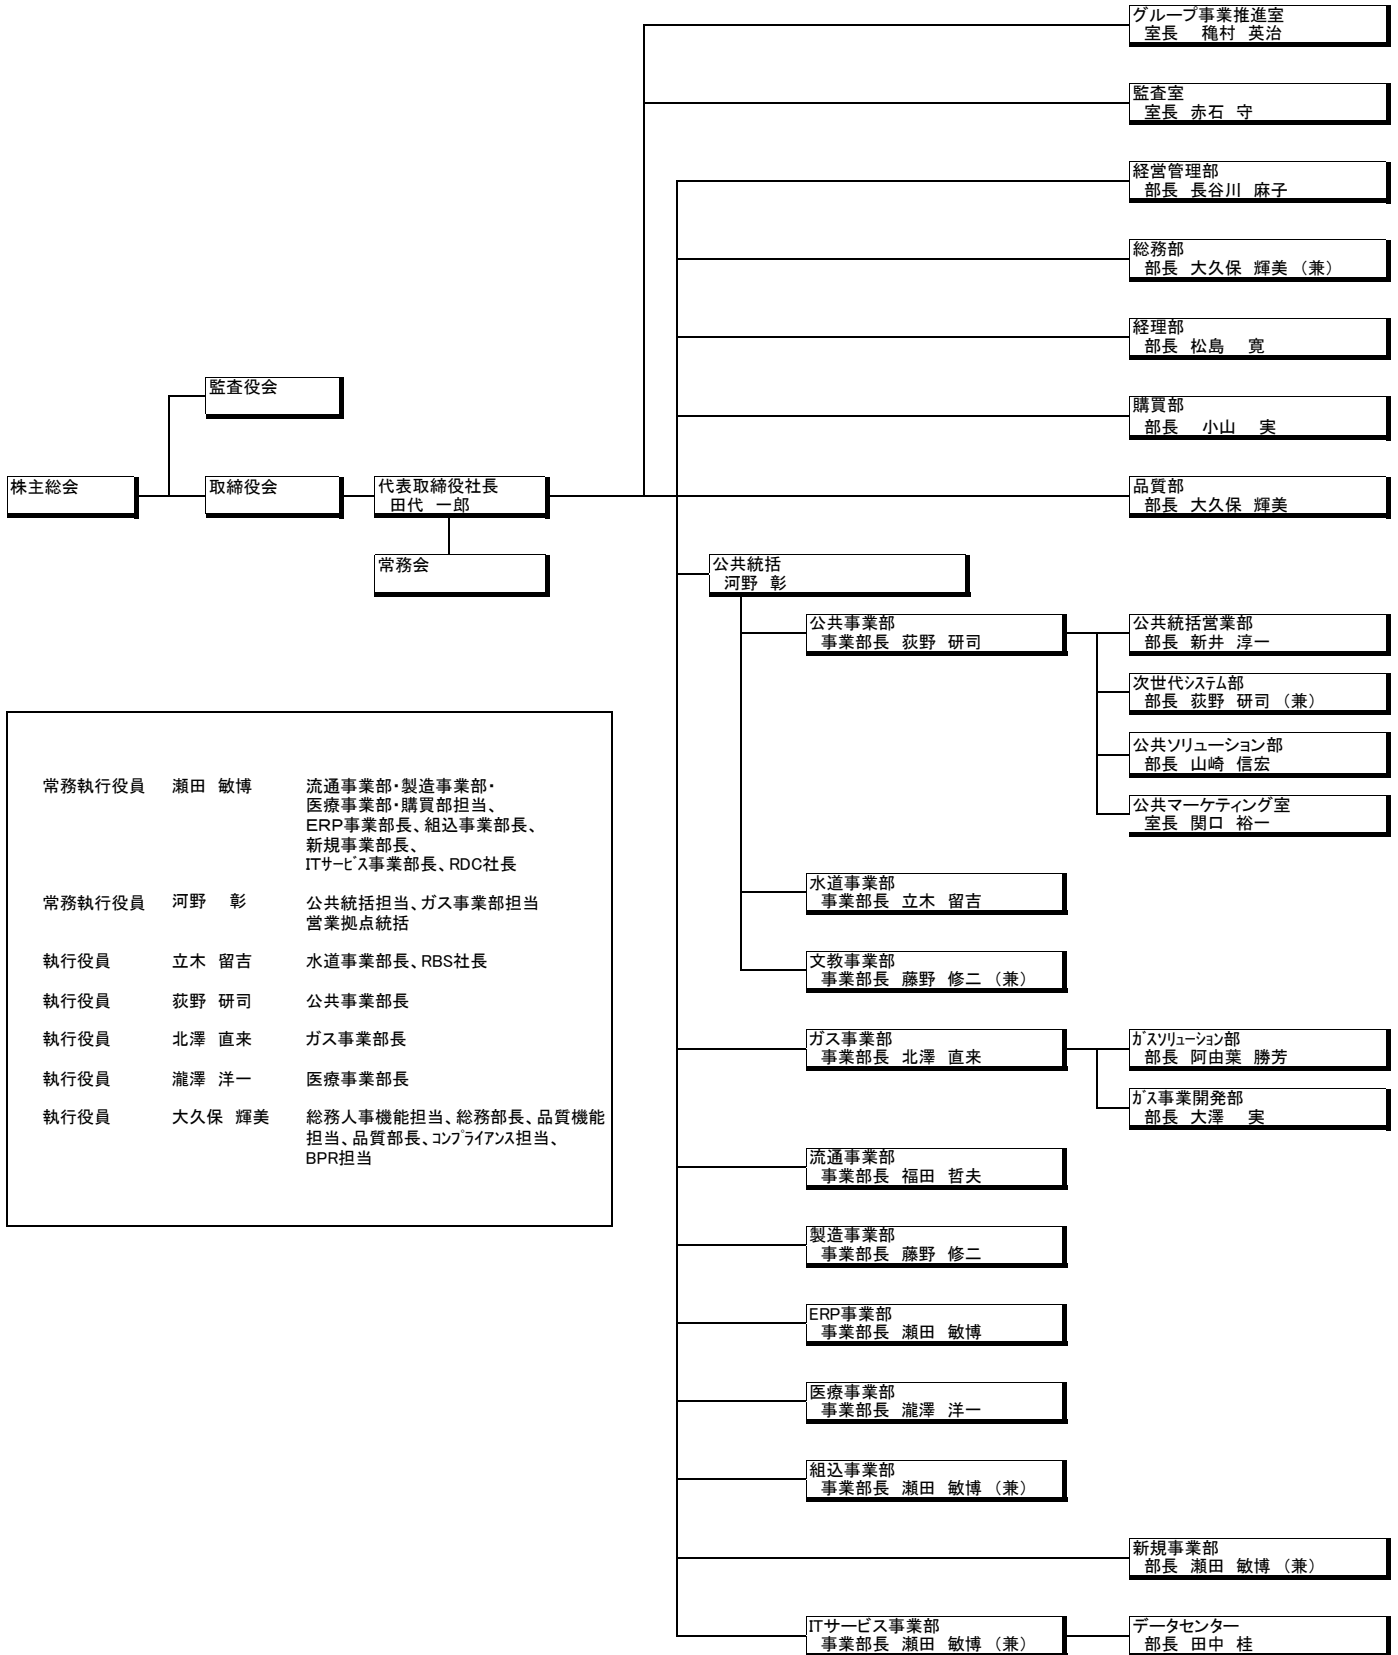 グループ事業推進室
室長　穐村 英治
監査室
室長 赤石 守
経営管理部
部長 長谷川 麻子
総務部
部長 大久保 輝美 （兼）
経理部
部長 松島　寛
購買部
部長　小山　実
品質部
部長 大久保 輝美
監査役会
株主総会
取締役会
代表取締役社長
田代 一郎
常務会
公共統括
河野 彰
公共事業部
事業部長 荻野 研司
公共統括営業部
部長 新井 淳一
次世代ｼｽﾃﾑ部
部長 荻野 研司 （兼）
公共ソリューション部
部長 山崎 信宏
公共マーケティング室
室長 関口 裕一
水道事業部
事業部長 立木 留吉
文教事業部
事業部長 藤野 修二 （兼）
ガス事業部
事業部長 北澤 直来
ｶﾞｽｿﾘｭｰｼｮﾝ部
部長 阿由葉 勝芳
ｶﾞｽ事業開発部
部長 大澤　実
流通事業部
事業部長 福田 哲夫
製造事業部
事業部長 藤野 修二
ERP事業部
事業部長 瀬田 敏博
医療事業部
事業部長 瀧澤 洋一
組込事業部
事業部長 瀬田 敏博 （兼）
新規事業部
部長 瀬田 敏博 （兼）
ITサービス事業部
事業部長 瀬田 敏博 （兼）
データセンター
部長 田中 桂
常務執行役員　瀬田 敏博　流通事業部・製造事業部・
医療事業部・購買部担当、
ERP事業部長、組込事業部長、
新規事業部長、
ITｻｰﾋﾞｽ事業部長、RDC社長
常務執行役員　河野　彰　公共統括担当、ガス事業部担当
営業拠点統括
執行役員　立木 留吉　水道事業部長、RBS社長
執行役員　荻野 研司　公共事業部長
執行役員　北澤 直来　ガス事業部長
執行役員　瀧澤 洋一　医療事業部長
執行役員　大久保 輝美　総務人事機能担当、総務部長、品質機能
担当、品質部長、ｺﾝﾌﾟﾗｲｱﾝｽ担当、
BPR担当